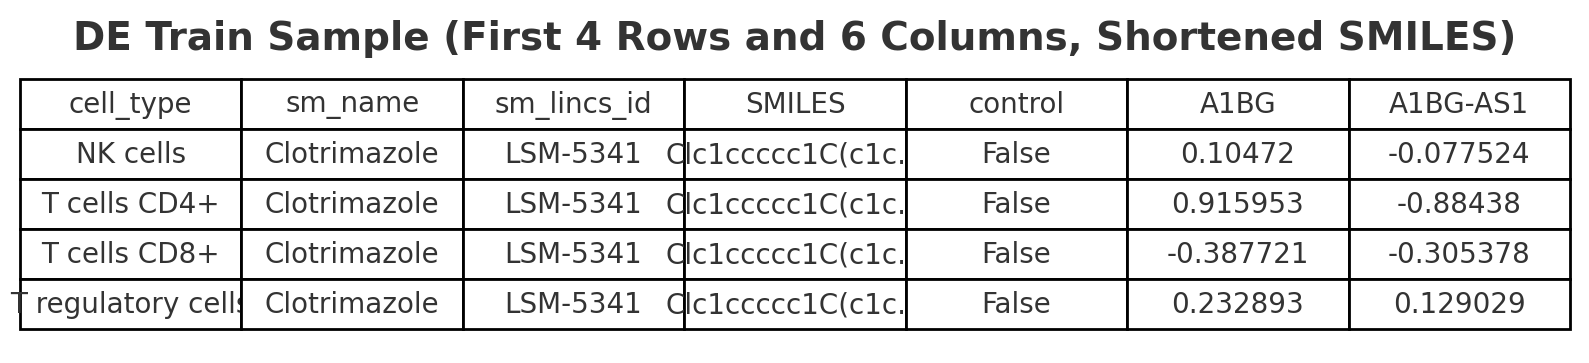 DE Train Sample (First 4 Rows and 6 Columns, Shortened SMILES)
cell_type sm_name sm_lincs_id SMILES control A1BG A1BG-AS1
NK cells Clotrimazole LSM-5341 Clc1ccccc1C(c1c. False 0.10472 -0.077524
T cells CD4+ Clotrimazole LSM-5341 Clc1ccccc1C(c1c. False 0.915953 -0.88438
T cells CD8+ Clotrimazole LSM-5341 Clc1ccccc1C(c1c. False -0.387721 -0.305378
T regulatory cells Clotrimazole LSM-5341 Clc1ccccc1C(c1c. False 0.232893 0.129029